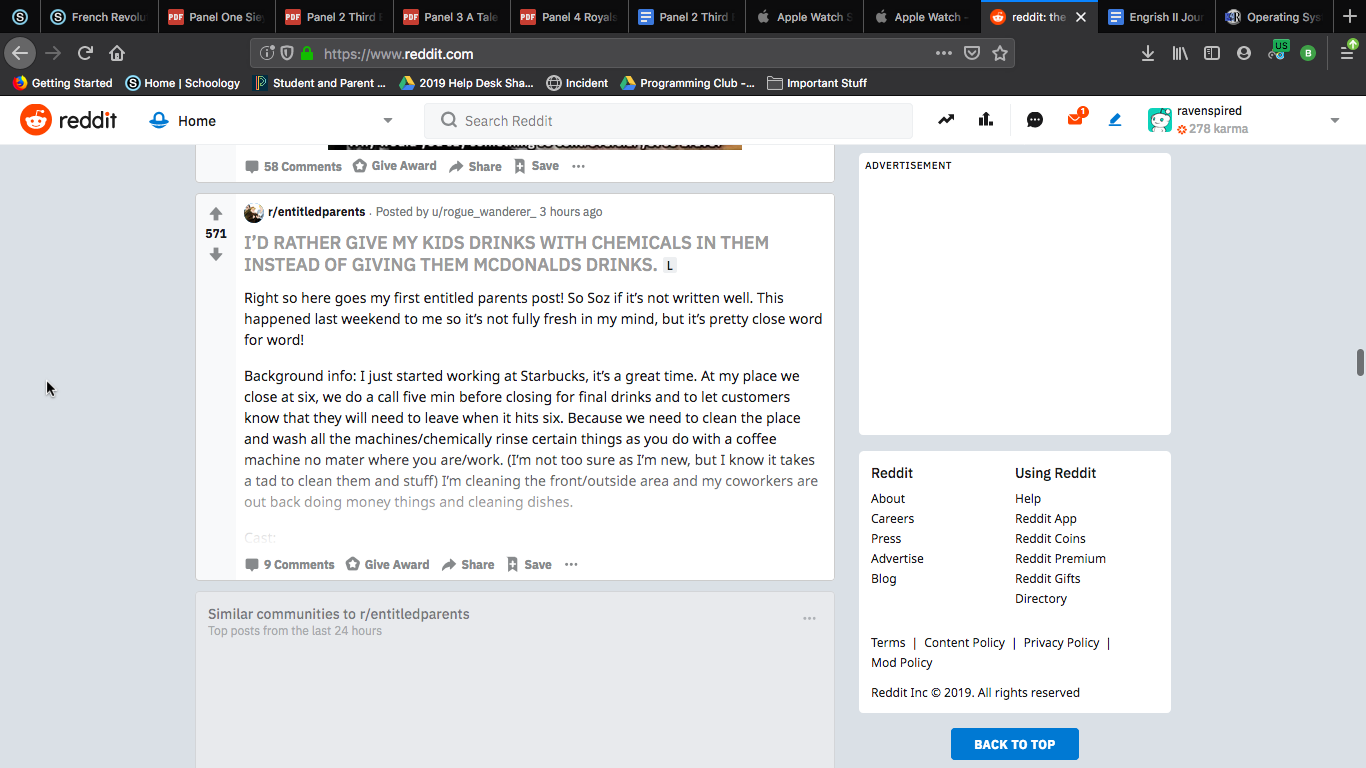 French Revolu
PDF Panel One Sie
PDF Panel 2 Third
PDF Panel 3 A Tale
PDF Panel 4 Royals
Panel 2 Third
Apple Watch S
Apple Watch -
reddit: the
Engrish II Jour
Operating Sys
https://www.reddit.com
US
B
Getting Started
Home | Schoology
Student and Parent ...
2019 Help Desk Sha...
Incident
Programming Club -...
Important Stuff
reddit
Home
Search Reddit
1
ravenspired
278 karma
58 Comments Give Award Share Save
ADVERTISEMENT
r/entitledparents . Posted by u/rogue_wanderer_ 3 hours ago
571
I’D RATHER GIVE MY KIDS DRINKS WITH CHEMICALS IN THEM
INSTEAD OF GIVING THEM MCDONALDS DRINKS. L
Right so here goes my first entitled parents post! So Soz if it’s not written well. This
happened last weekend to me so it’s not fully fresh in my mind, but it’s pretty close word
for word!
Background info: I just started working at Starbucks, it’s a great time. At my place we
close at six, we do a call five min before closing for final drinks and to let customers
know that they will need to leave when it hits six. Because we need to clean the place
and wash all the machines/chemically rinse certain things as you do with a coffee
machine no mater where you are/work. (I’m not too sure as I’m new, but I know it takes
a tad to clean them and stuff) I’m cleaning the front/outside area and my coworkers are
out back doing money things and cleaning dishes.
Cast:
9 Comments Give Award Share Save
Similar communities to r/entitledparents
Top posts from the last 24 hours
Reddit
About
Careers
Press
Advertise
Blog
Using Reddit
Help
Reddit App
Reddit Coins
Reddit Premium
Reddit Gifts
Directory
Terms | Content Policy | Privacy Policy |
Mod Policy
Reddit Inc © 2019. All rights reserved
BACK TO TOP